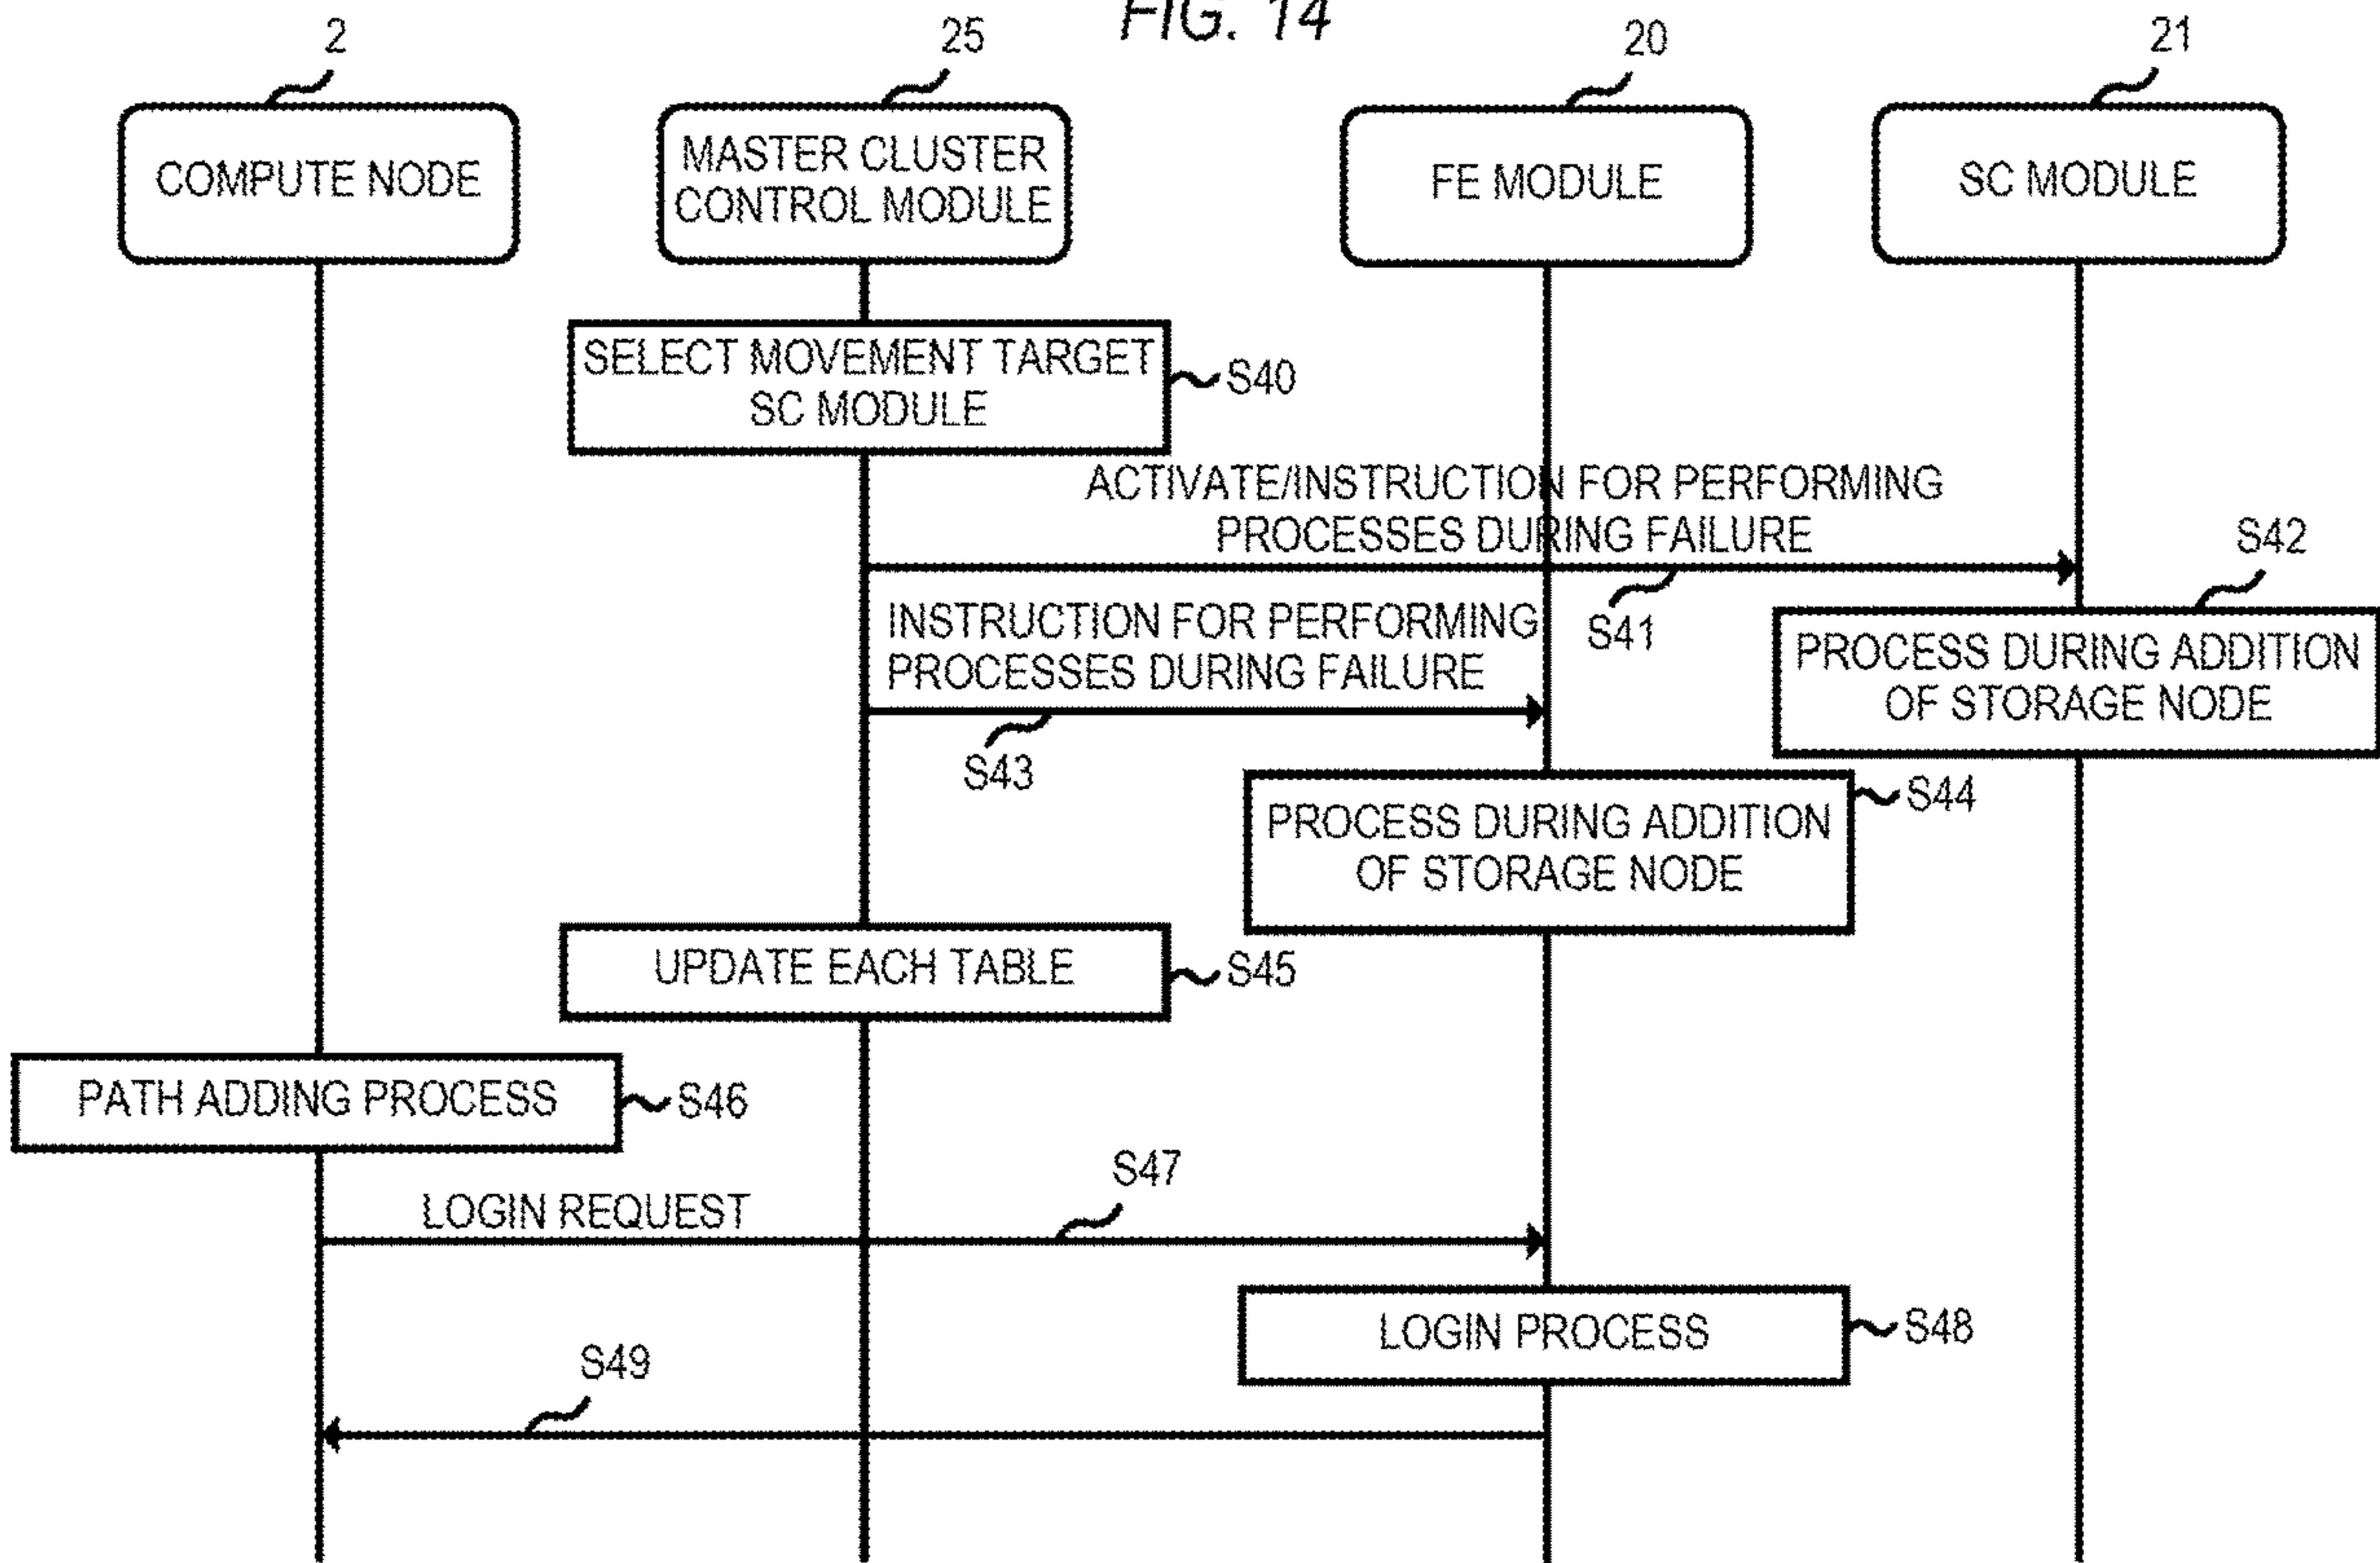 FIG. 14
2
25
20
21
COMPUTE NODE
MASTER CLUSTER
CONTROL MODULE
FE MODULE
SC MODULE
SELECT MOVEMENT TARGET
SC MODULE
S40
ACTIVATE/INSTRUCTION FOR PERFORMING
PROCESSES DURING FAILURE
S41
S42
PROCESS DURING ADDITION
OF STORAGE NODE
INSTRUCTION FOR PERFORMING
PROCESSES DURING FAILURE
S43
PROCESS DURING ADDITION
OF STORAGE NODE
S44
UPDATE EACH TABLE
S45
PATH ADDING PROCESS
S46
LOGIN REQUEST
S47
LOGIN PROCESS
S48
S49